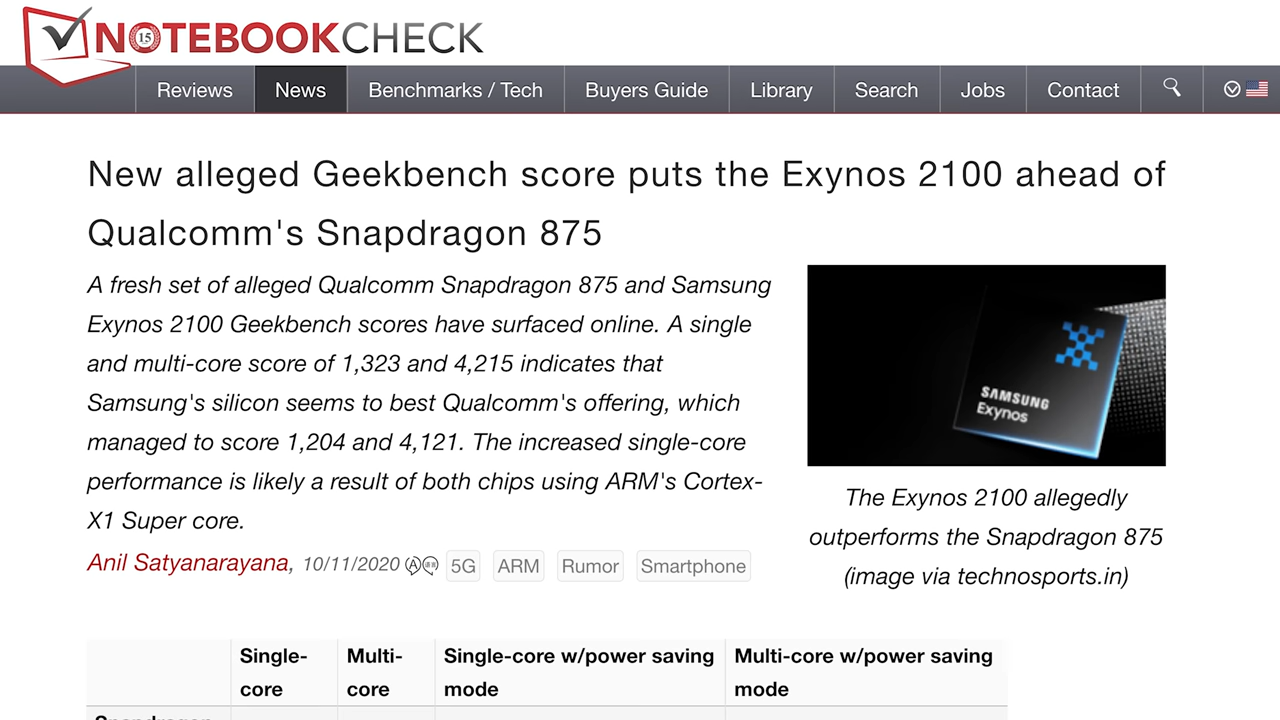 NOTEBOOKCHECK
15
Reviews News Benchmarks / Tech Buyers Guide Library Search Jobs Contact
New alleged Geekbench score puts the Exynos 2100 ahead of
Qualcomm's Snapdragon 875
A fresh set of alleged Qualcomm Snapdragon 875 and Samsung
Exynos 2100 Geekbench scores have surfaced online. A single
and multi-core score of 1,323 and 4,215 indicates that
Samsung's silicon seems to best Qualcomm's offering, which
managed to score 1,204 and 4,121. The increased single-core
performance is likely a result of both chips using ARM's Cortex-
X1 Super core.
Anil Satyanarayana, 10/11/2020 5G ARM Rumor Smartphone
SAMSUNG
Exynos
The Exynos 2100 allegedly
outperforms the Snapdragon 875
(image via technosports.in)
Single-core Multi-core Single-core w/power saving mode Multi-core w/power saving mode
Snapdragon